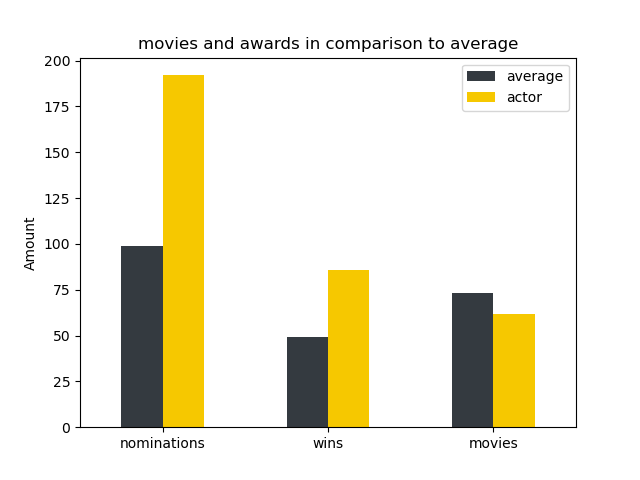 movies and awards in comparison to average
average
actor
Amount
200
175
150
125
100
75
50
25
0
nominations
wins
movies